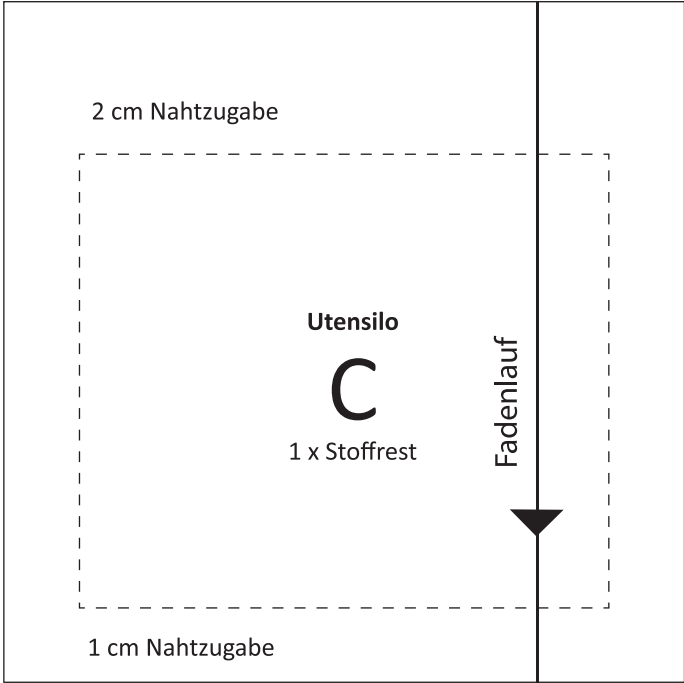 2 cm Nahtzugabe
Utensilo
C
1 x Stoffrest
Fadenlauf
1 cm Nahtzugabe